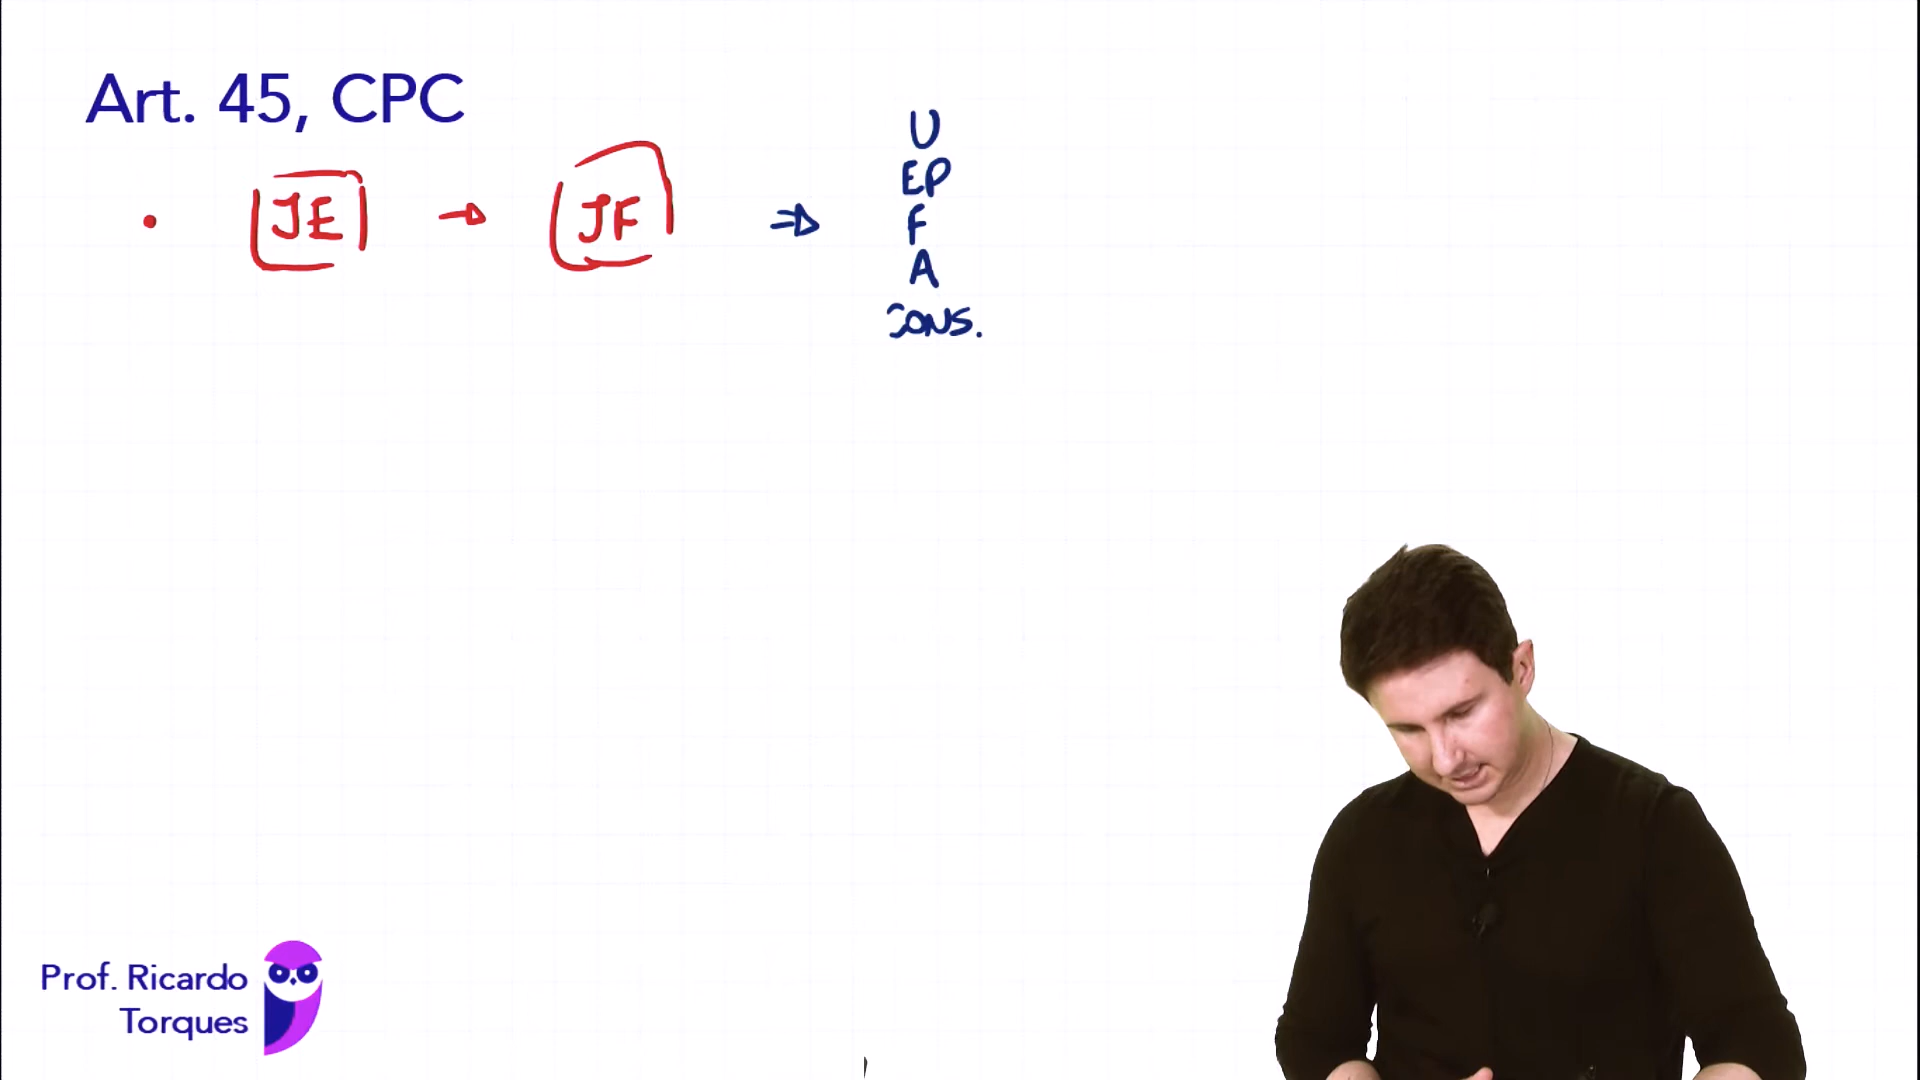 Art. 45, CPC
• JE → JF ⇒
U
EP
F
A
CONS.
Prof. Ricardo
Torques